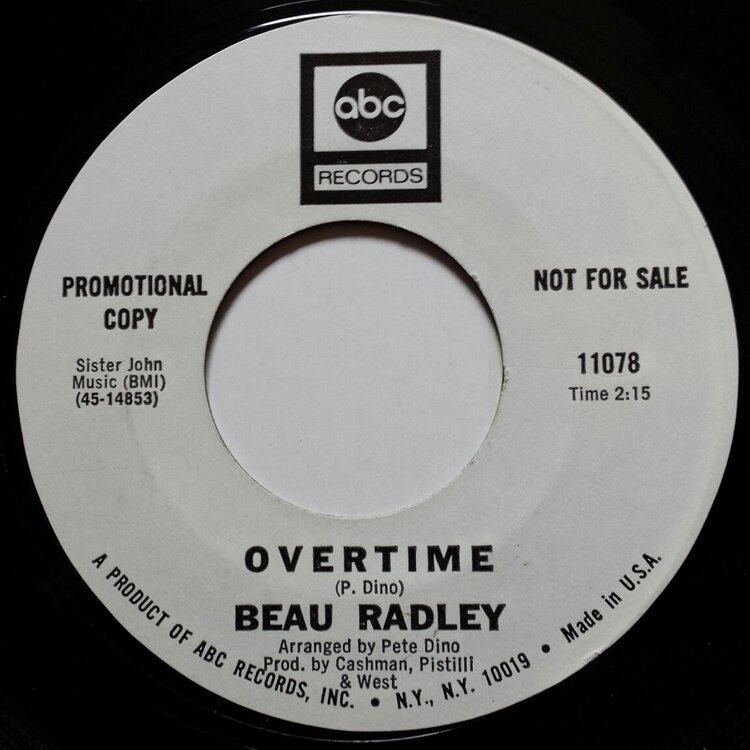 abc
RECORDS
PROMOTIONAL
COPY
NOT FOR SALE
Sister John
Music (BMI)
(45-14853)
11078
Time 2:15
OVERTIME
(P. Dino)
BEAU RADLEY
Arranged by Pete Dino
Prod. by Cashman, Pistilli
& West
A PRODUCT OF ABC RECORDS, INC. • N.Y., N.Y. 10019 • Made in U.S.A.